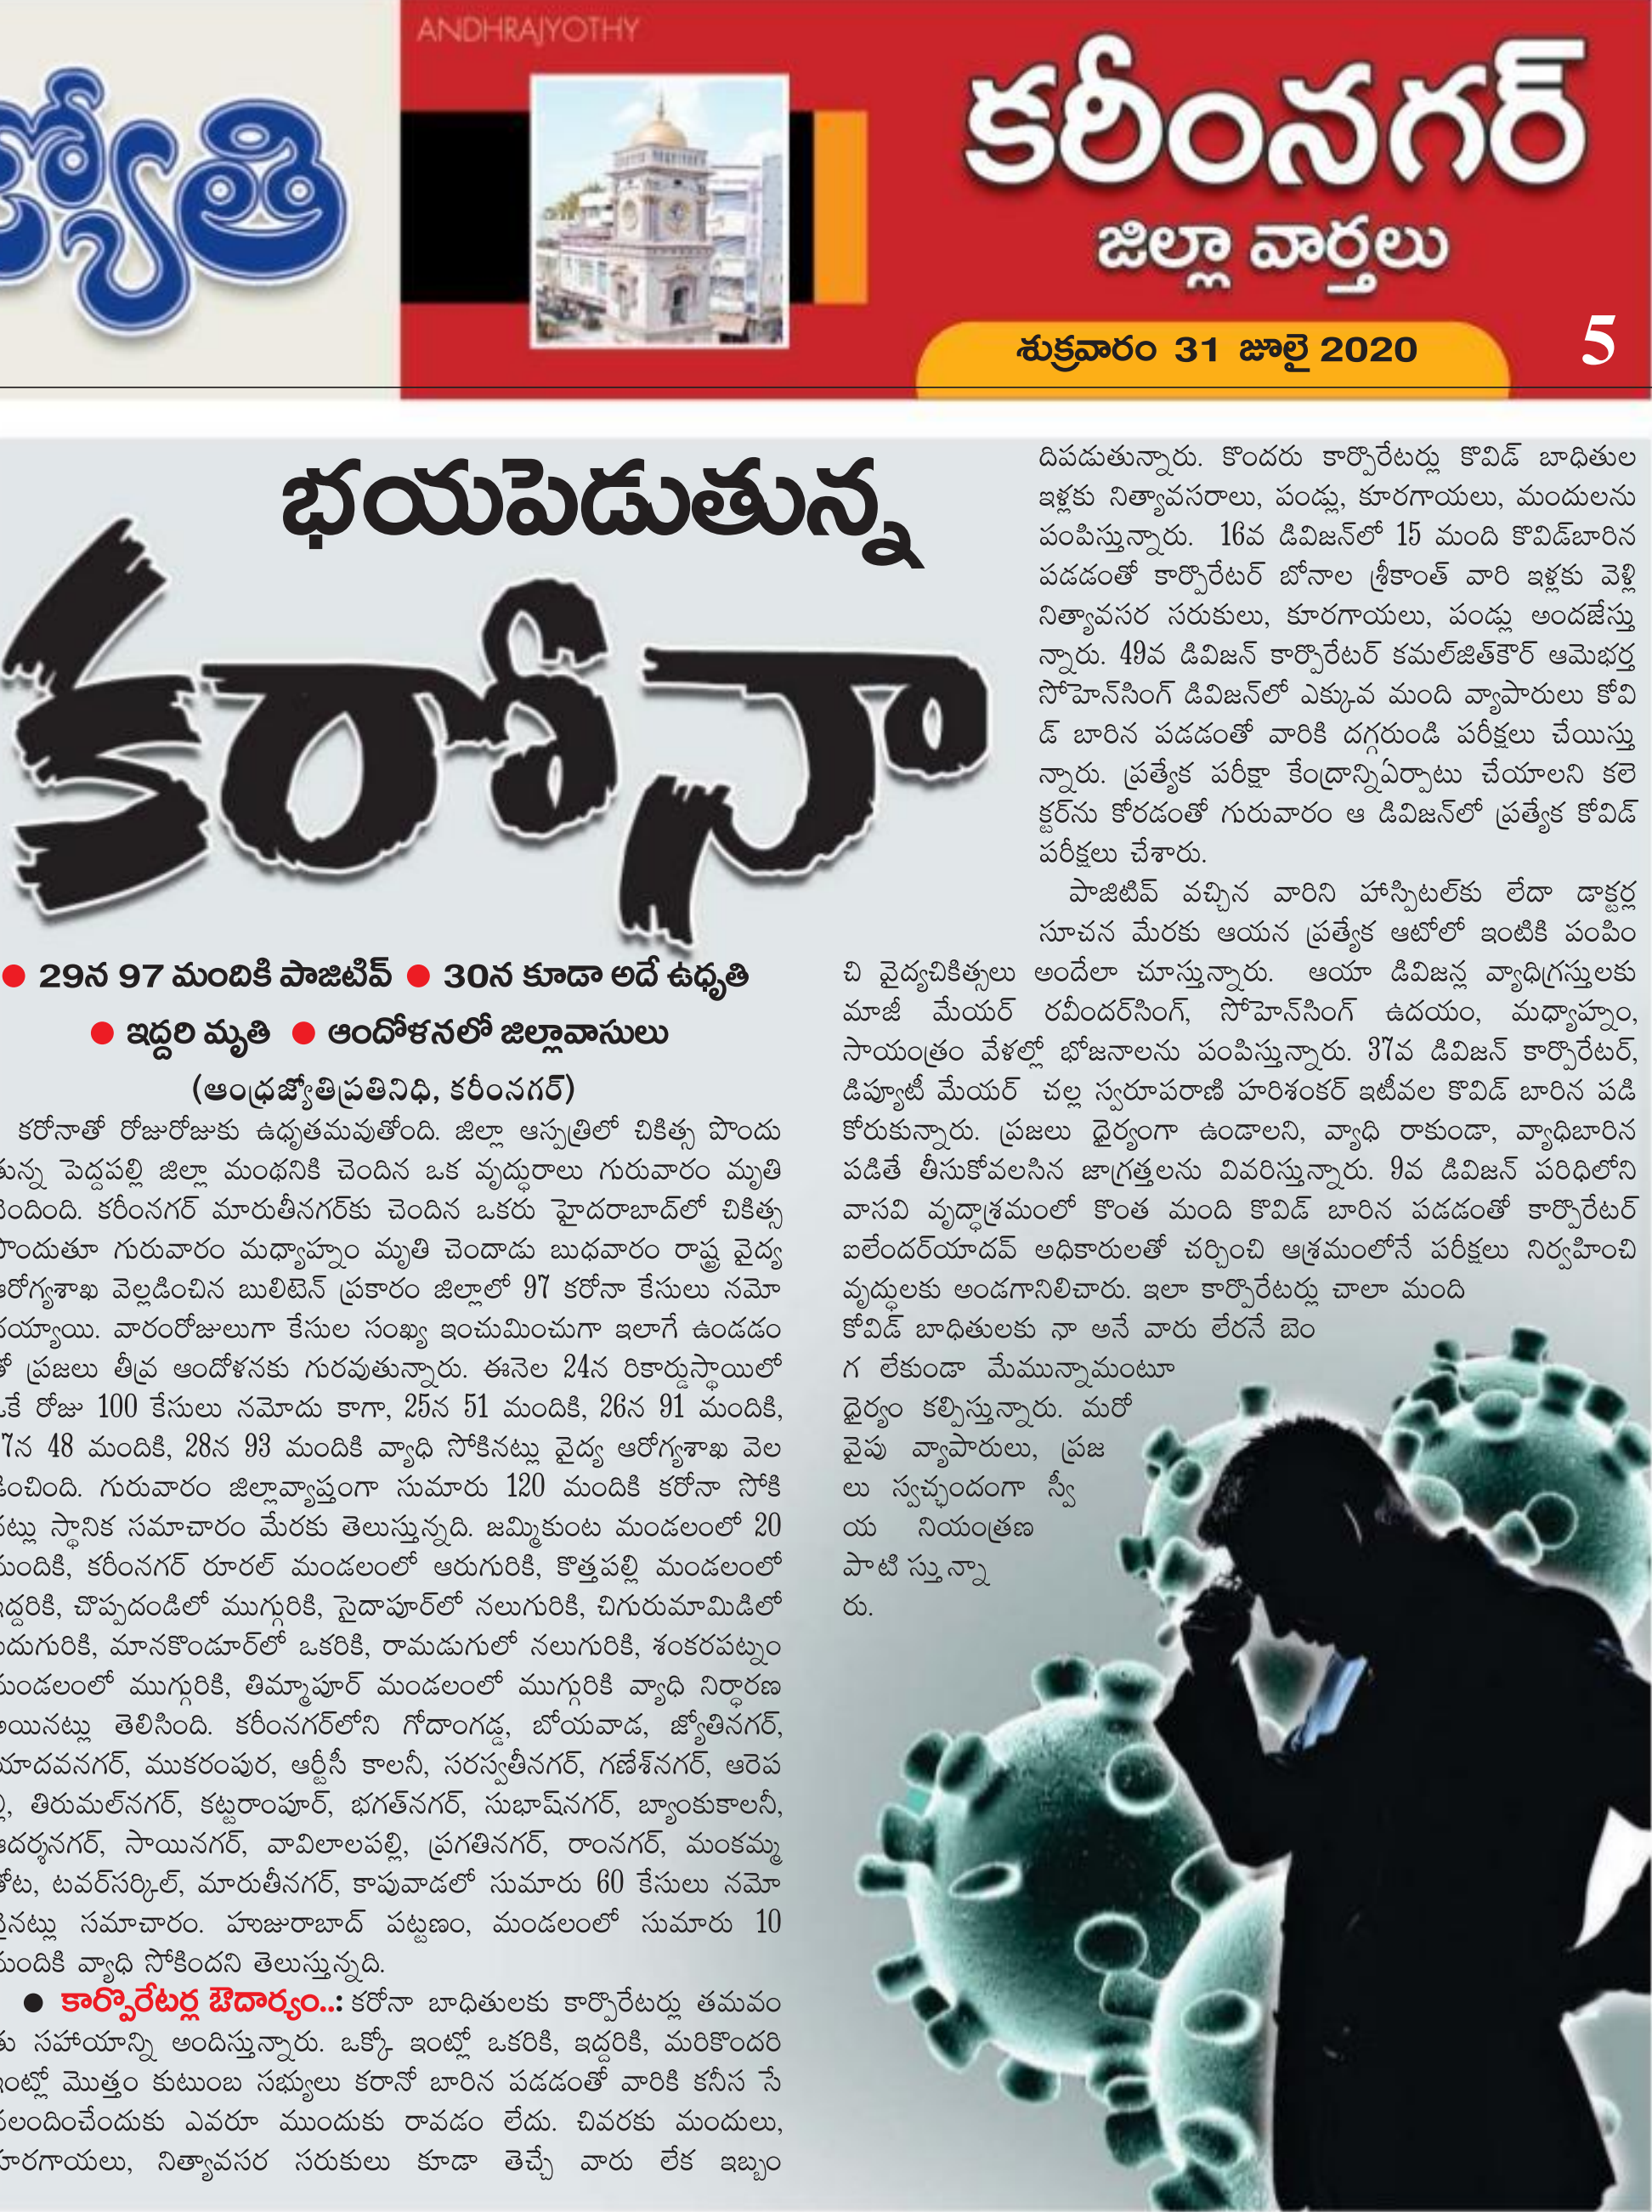 జ్యోతి
ANDHRAJYOTHY
కరీంనగర్
జిల్లా వార్తలు
శుక్రవారం 31 జూలై 2020
5
భయపెడుతున్న
కరోనా
● 29న 97 మందికి పాజిటివ్ ● 30న కూడా అదే ఉధృతి
● ఇద్దరి మృతి ● ఆందోళనలో జిల్లావాసులు
(ఆంధ్రజ్యోతిప్రతినిధి, కరీంనగర్)
కరోనాతో రోజురోజుకు ఉధృతమవుతోంది. జిల్లా ఆస్పత్రిలో చికిత్స పొందు
తున్న పెద్దపల్లి జిల్లా మంథనికి చెందిన ఒక వృద్ధురాలు గురువారం మృతి
చెందింది. కరీంనగర్ మారుతీనగర్‌కు చెందిన ఒకరు హైదరాబాద్‌లో చికిత్స
పొందుతూ గురువారం మధ్యాహ్నం మృతి చెందాడు బుధవారం రాష్ట్ర వైద్య
ఆరోగ్యశాఖ వెల్లడించిన బులిటెన్ ప్రకారం జిల్లాలో 97 కరోనా కేసులు నమో
దయ్యాయి. వారంరోజులుగా కేసుల సంఖ్య ఇంచుమించుగా ఇలాగే ఉండడం
తో ప్రజలు తీవ్ర ఆందోళనకు గురవుతున్నారు. ఈనెల 24న రికార్డుస్థాయిలో
ఒకే రోజు 100 కేసులు నమోదు కాగా, 25న 51 మందికి, 26న 91 మందికి,
7న 48 మందికి, 28న 93 మందికి వ్యాధి సోకినట్లు వైద్య ఆరోగ్యశాఖ వెల
డించింది. గురువారం జిల్లావ్యాప్తంగా సుమారు 120 మందికి కరోనా సోకి
నట్లు స్థానిక సమాచారం మేరకు తెలుస్తున్నది. జమ్మికుంట మండలంలో 20
మందికి, కరీంనగర్ రూరల్ మండలంలో ఆరుగురికి, కొత్తపల్లి మండలంలో
ఇద్దరికి, చొప్పదండిలో ముగ్గురికి, సైదాపూర్‌లో నలుగురికి, చిగురుమామిడిలో
ఐదుగురికి, మానకొండూర్‌లో ఒకరికి, రామడుగులో నలుగురికి, శంకరపట్నం
మండలంలో ముగ్గురికి, తిమ్మాపూర్ మండలంలో ముగ్గురికి వ్యాధి నిర్ధారణ
అయినట్లు తెలిసింది. కరీంనగర్‌లోని గోదాంగడ్డ, బోయవాడ, జ్యోతినగర్,
యాదవనగర్, ముకరంపుర, ఆర్టీసీ కాలనీ, సరస్వతీనగర్, గణేశ్‌నగర్, ఆరెప
ల్లి, తిరుమల్‌నగర్, కట్టరాంపూర్, భగత్‌నగర్, సుభాష్‌నగర్, బ్యాంకుకాలనీ,
ఆదర్శనగర్, సాయినగర్, వావిలాలపల్లి, ప్రగతినగర్, రాంనగర్, మంకమ్మ
తోట, టవర్‌సర్కిల్, మారుతీనగర్, కాపువాడలో సుమారు 60 కేసులు నమో
దైనట్లు సమాచారం. హుజురాబాద్ పట్టణం, మండలంలో సుమారు 10
మందికి వ్యాధి సోకిందని తెలుస్తున్నది.
● కార్పొరేటర్ల ఔదార్యం..: కరోనా బాధితులకు కార్పొరేటర్లు తమవం
తు సహాయాన్ని అందిస్తున్నారు. ఒక్కో ఇంట్లో ఒకరికి, ఇద్దరికి, మరికొందరి
ఇంట్లో మొత్తం కుటుంబ సభ్యులు కరానో బారిన పడడంతో వారికి కనీస సే
వలందించేందుకు ఎవరూ ముందుకు రావడం లేదు. చివరకు మందులు,
కూరగాయలు, నిత్యావసర సరుకులు కూడా తెచ్చే వారు లేక ఇబ్బం
దిపడుతున్నారు. కొందరు కార్పొరేటర్లు కొవిడ్ బాధితుల
ఇళ్లకు నిత్యావసరాలు, పండ్లు, కూరగాయలు, మందులను
పంపిస్తున్నారు. 16వ డివిజన్‌లో 15 మంది కొవిడ్‌బారిన
పడడంతో కార్పొరేటర్ బోనాల శ్రీకాంత్ వారి ఇళ్లకు వెళ్లి
నిత్యావసర సరుకులు, కూరగాయలు, పండ్లు అందజేస్తు
న్నారు. 49వ డివిజన్ కార్పొరేటర్ కమల్‌జిత్‌కౌర్ ఆమెభర్త
సోహెన్‌సింగ్ డివిజన్‌లో ఎక్కువ మంది వ్యాపారులు కోవి
డ్ బారిన పడడంతో వారికి దగ్గరుండి పరీక్షలు చేయిస్తు
న్నారు. ప్రత్యేక పరీక్షా కేంద్రాన్నిఏర్పాటు చేయాలని కలె
క్టర్‌ను కోరడంతో గురువారం ఆ డివిజన్‌లో ప్రత్యేక కోవిడ్
పరీక్షలు చేశారు.
పాజిటివ్ వచ్చిన వారిని హాస్పిటల్‌కు లేదా డాక్టర్ల
సూచన మేరకు ఆయన ప్రత్యేక ఆటోలో ఇంటికి పంపిం
చి వైద్యచికిత్సలు అందేలా చూస్తున్నారు. ఆయా డివిజన్ల వ్యాధిగ్రస్తులకు
మాజీ మేయర్ రవీందర్‌సింగ్, సోహెన్‌సింగ్ ఉదయం, మధ్యాహ్నం,
సాయంత్రం వేళల్లో భోజనాలను పంపిస్తున్నారు. 37వ డివిజన్ కార్పొరేటర్,
డిప్యూటీ మేయర్ చల్ల స్వరూపరాణి హరిశంకర్ ఇటీవల కొవిడ్ బారిన పడి
కోరుకున్నారు. ప్రజలు ధైర్యంగా ఉండాలని, వ్యాధి రాకుండా, వ్యాధిబారిన
పడితే తీసుకోవలసిన జాగ్రత్తలను వివరిస్తున్నారు. 9వ డివిజన్ పరిధిలోని
వాసవి వృద్ధాశ్రమంలో కొంత మంది కొవిడ్ బారిన పడడంతో కార్పొరేటర్
ఐలేందర్‌యాదవ్ అధికారులతో చర్చించి ఆశ్రమంలోనే పరీక్షలు నిర్వహించి
వృద్ధులకు అండగానిలిచారు. ఇలా కార్పొరేటర్లు చాలా మంది
కోవిడ్ బాధితులకు నా అనే వారు లేరనే బెం
గ లేకుండా మేమున్నామంటూ
ధైర్యం కల్పిస్తున్నారు. మరో
వైపు వ్యాపారులు, ప్రజ
లు స్వచ్ఛందంగా స్వీ
య నియంత్రణ
పాటి స్తు న్నా
రు.